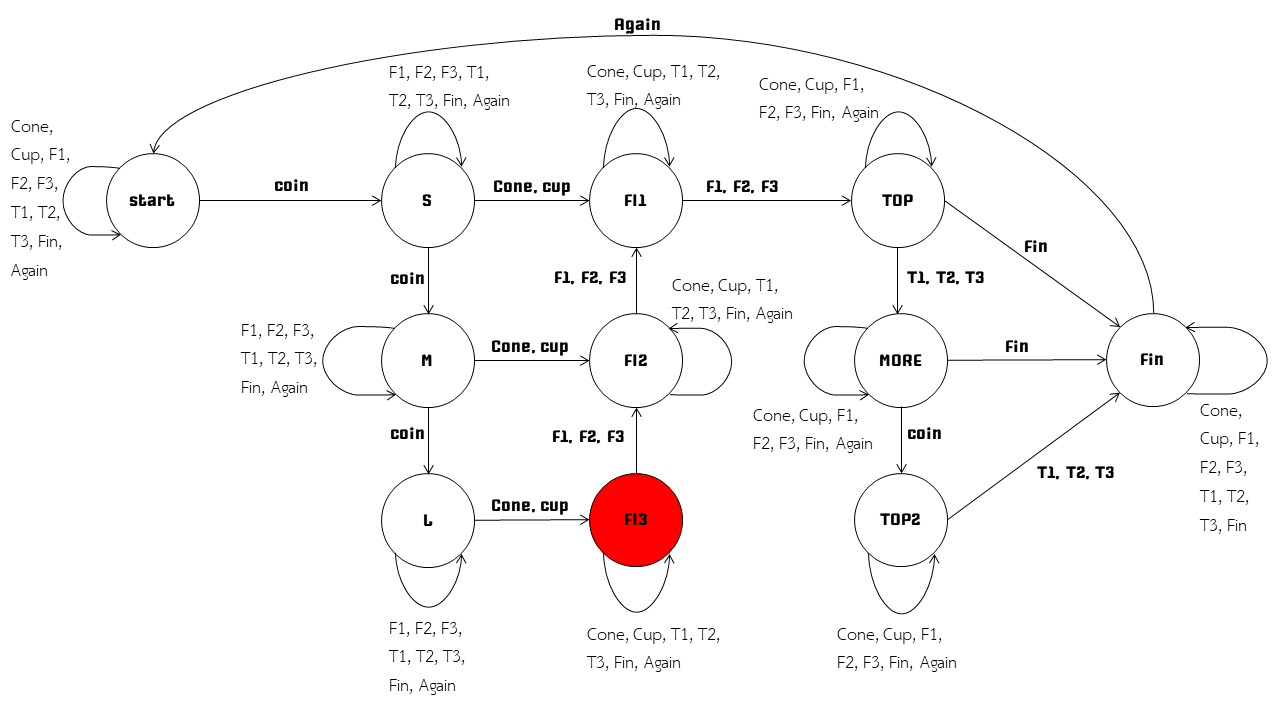 Again
F1, F2, F3, T1,
T2, T3, Fin, Again
Cone, Cup, T1, T2,
T3, Fin, Again
Cone, Cup, F1,
F2, F3, Fin, Again
Cone,
Cup, F1,
F2, F3,
T1, T2,
T3, Fin,
Again
start
coin
S
Cone, cup
FI1
F1, F2, F3
TOP
Fin
coin
F1, F2, F3
Cone, Cup, T1,
T2, T3, Fin, Again
T1, T2, T3
F1, F2, F3,
T1, T2, T3,
Fin, Again
M
Cone, cup
FI2
MORE
Fin
Fin
Cone, Cup, F1,
F2, F3, Fin, Again
Cone,
Cup, F1,
F2, F3,
T1, T2,
T3, Fin
coin
F1, F2, F3
coin
T1, T2, T3
L
Cone, cup
FI3
TOP2
F1, F2, F3,
T1, T2, T3,
Fin, Again
Cone, Cup, T1, T2,
T3, Fin, Again
Cone, Cup, F1,
F2, F3, Fin, Again